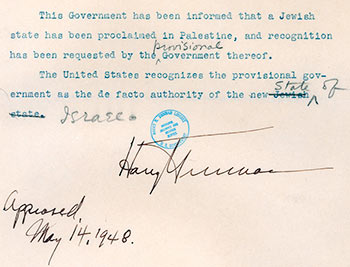 This Government has been informed that a Jewish
state has been proclaimed in Palestine, and recognition
provisional
has been requested by the Government thereof.
The United States recognizes the provisional gov-
State of
ernment as the de facto authority of the new Jewish
state. Israel.
Harry Truman
Approved,
May 14, 1948.